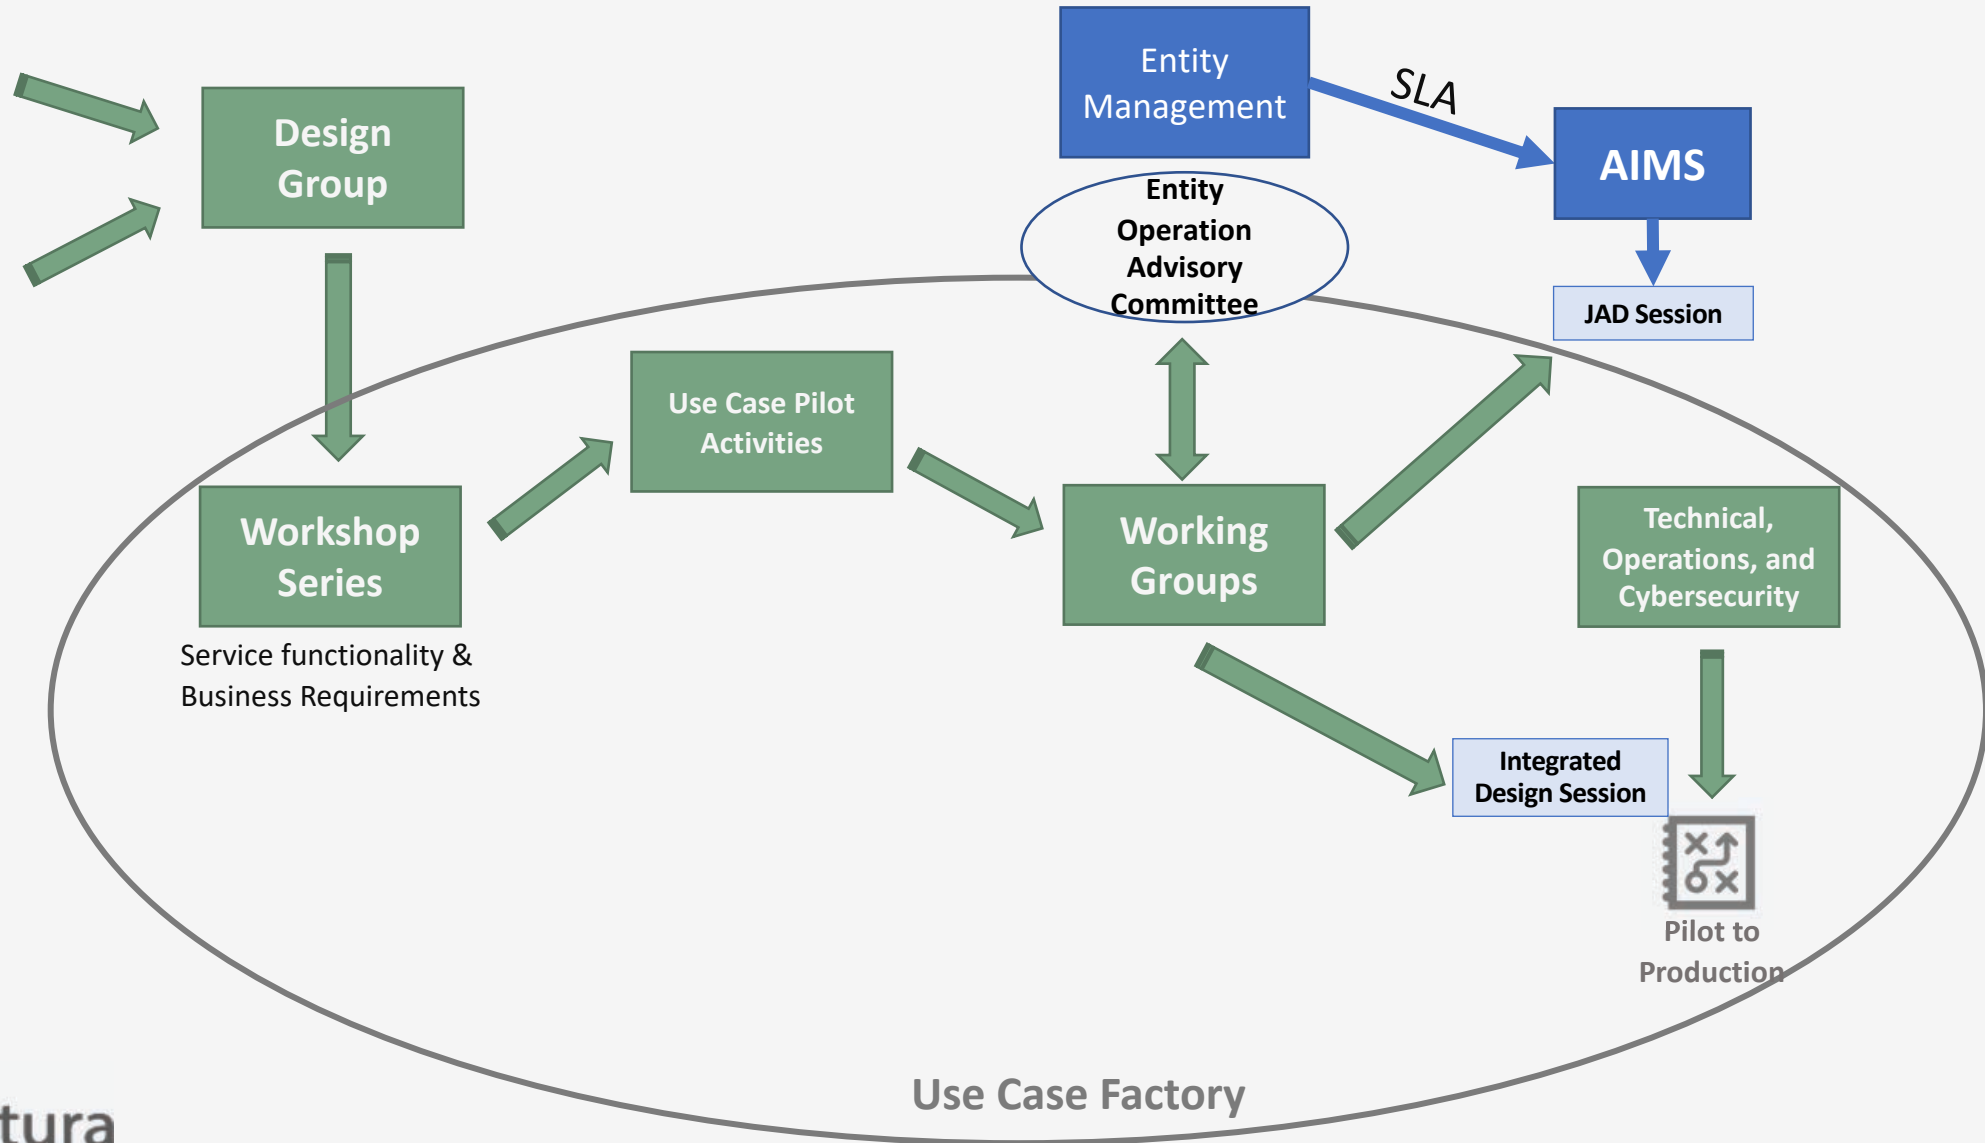 Entity
Management
SLA
AIMS
Design
Group
Entity
Operation
Advisory
Committee
JAD Session
Use Case Pilot
Activities
Workshop
Series
Working
Groups
Technical,
Operations, and
Cybersecurity
Service functionality &
Business Requirements
Integrated
Design Session
Pilot to
Production
Use Case Factory
tura